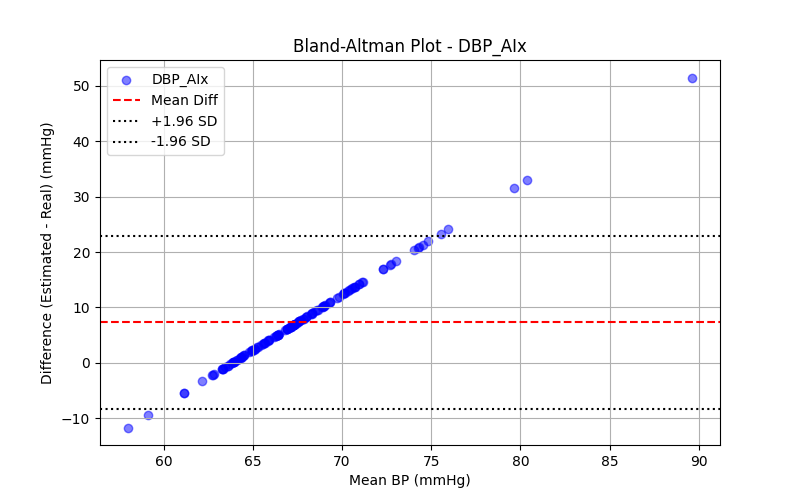 Bland-Altman Plot - DBP_AIx
DBP_AIx
Mean Diff
+1.96 SD
-1.96 SD
Difference (Estimated - Real) (mmHg)
50
40
30
20
10
0
−10
60 65 70 75 80 85 90
Mean BP (mmHg)